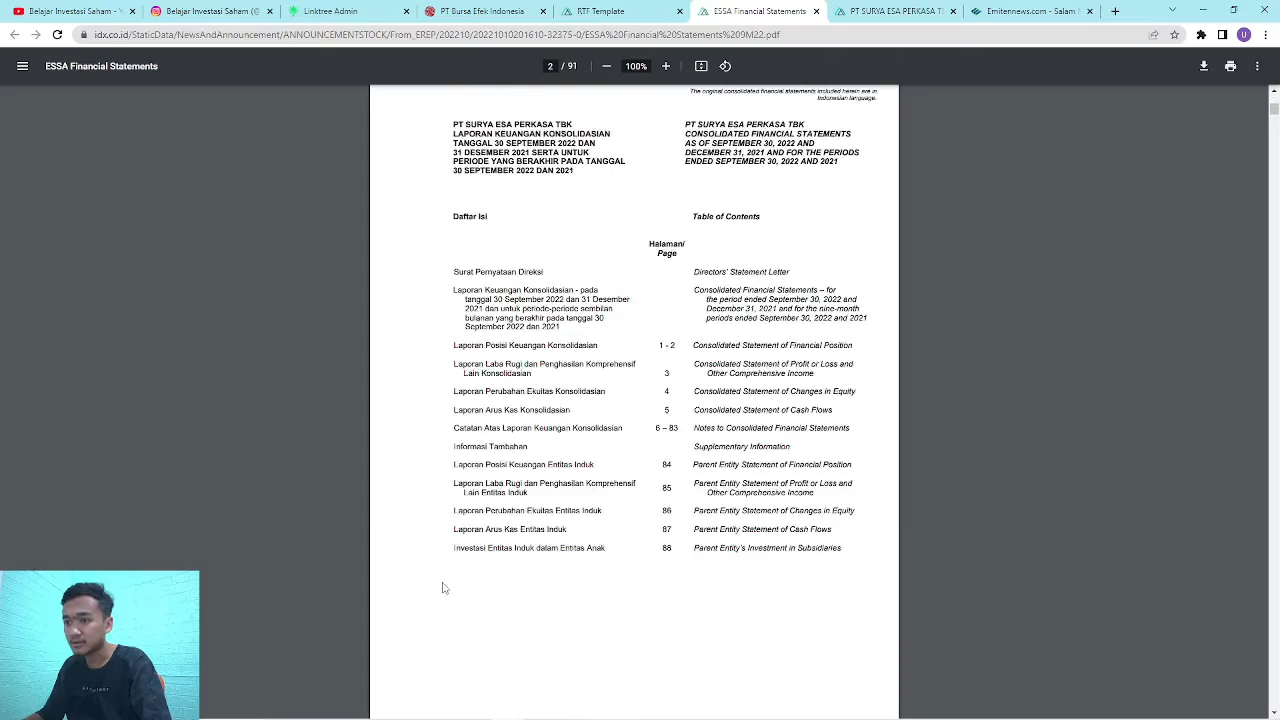 Belajar Investasi Saham - Y
Belajar Investasi Saham (@
Linktree Admin
PT Bursa Efek Indonesia
RTF Template
ESSA Financial Statements
PT SURYA ESA PERKASA T
Emiternews.com - Salam S
idx.co.id/StaticData/NewsAndAnnouncement/ANNOUNCEMENTSTOCK/From_EREP/202210/20221010201610-32375-0/ESSA%20Financial%20Statements%209M22.pdf
U
ESSA Financial Statements
2 / 91
100%
The original consolidated financial statements included herein are in
Indonesian language.
PT SURYA ESA PERKASA TBK
LAPORAN KEUANGAN KONSOLIDASIAN
TANGGAL 30 SEPTEMBER 2022 DAN
31 DESEMBER 2021 SERTA UNTUK
PERIODE YANG BERAKHIR PADA TANGGAL
30 SEPTEMBER 2022 DAN 2021
PT SURYA ESA PERKASA TBK
CONSOLIDATED FINANCIAL STATEMENTS
AS OF SEPTEMBER 30, 2022 AND
DECEMBER 31, 2021 AND FOR THE PERIODS
ENDED SEPTEMBER 30, 2022 AND 2021
Daftar Isi
Table of Contents
Halaman/
Page
Surat Pernyataan Direksi
Directors' Statement Letter
Laporan Keuangan Konsolidasian - pada
tanggal 30 September 2022 dan 31 Desember
2021 dan untuk periode-periode sembilan
bulanan yang berakhir pada tanggal 30
September 2022 dan 2021
Consolidated Financial Statements – for
the period ended September 30, 2022 and
December 31, 2021 and for the nine-month
periods ended September 30, 2022 and 2021
Laporan Posisi Keuangan Konsolidasian 1 - 2 Consolidated Statement of Financial Position
Laporan Laba Rugi dan Penghasilan Komprehensif
Lain Konsolidasian
3
Consolidated Statement of Profit or Loss and
Other Comprehensive Income
Laporan Perubahan Ekuitas Konsolidasian 4 Consolidated Statement of Changes in Equity
Laporan Arus Kas Konsolidasian 5 Consolidated Statement of Cash Flows
Catatan Atas Laporan Keuangan Konsolidasian 6 – 83 Notes to Consolidated Financial Statements
Informasi Tambahan Supplementary Information
Laporan Posisi Keuangan Entitas Induk 84 Parent Entity Statement of Financial Position
Laporan Laba Rugi dan Penghasilan Komprehensif
Lain Entitas Induk
85
Parent Entity Statement of Profit or Loss and
Other Comprehensive Income
Laporan Perubahan Ekuitas Entitas Induk 86 Parent Entity Statement of Changes in Equity
Laporan Arus Kas Entitas Induk 87 Parent Entity Statement of Cash Flows
Investasi Entitas Induk dalam Entitas Anak 88 Parent Entity's Investment in Subsidiaries